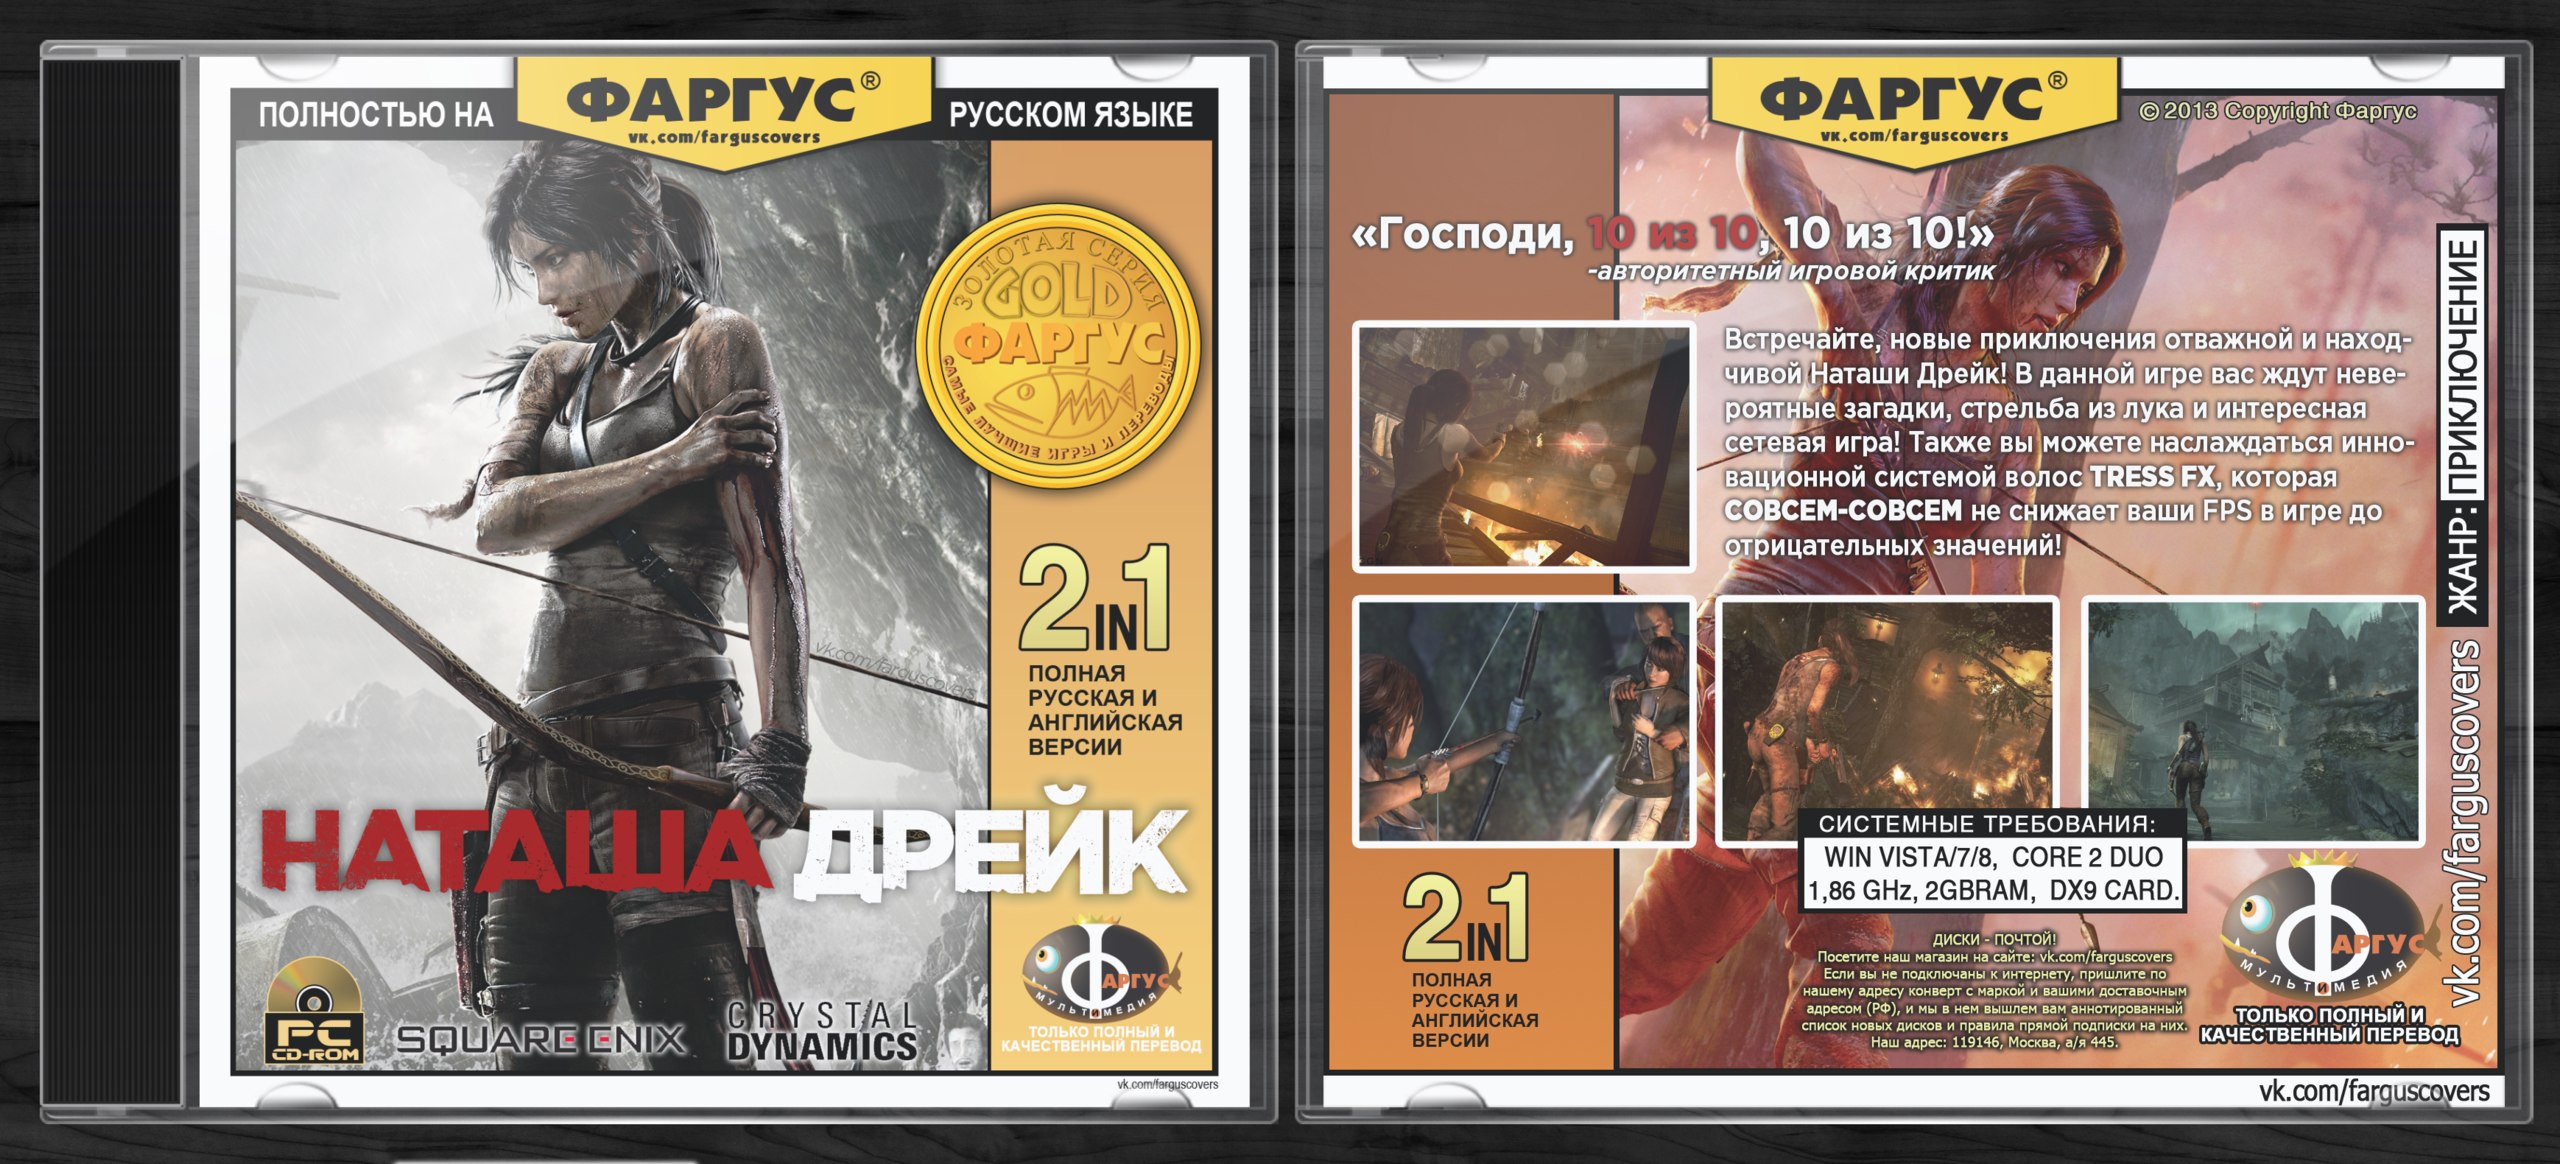 ПОЛНОСТЬЮ НА
ФАРГУС®
vk.com/farguscovers
РУССКОМ ЯЗЫКЕ
ЗОЛОТАЯ СЕРИЯ
GOLD
ФАРГУС
САМЫЕ ЛУЧШИЕ ИГРЫ И ПЕРЕВОДЫ
2 IN 1
ПОЛНАЯ
РУССКАЯ И
АНГЛИЙСКАЯ
ВЕРСИИ
vk.com/farguscovers
НАТАША ДРЕЙК
PC
CD-ROM
SQUARE ENIX
CRYSTAL
DYNAMICS
ФАРГУС
МУЛЬТИМЕДИЯ
ТОЛЬКО ПОЛНЫЙ И
КАЧЕСТВЕННЫЙ ПЕРЕВОД
vk.com/farguscovers
ФАРГУС®
vk.com/farguscovers
© 2013 Copyright Фаргус
«Господи, 10 из 10, 10 из 10!»
-авторитетный игровой критик
Встречайте, новые приключения отважной и наход-
чивой Наташи Дрейк! В данной игре вас ждут неве-
роятные загадки, стрельба из лука и интересная
сетевая игра! Также вы можете наслаждаться инно-
вационной системой волос TRESS FX, которая
СОВСЕМ-СОВСЕМ не снижает ваши FPS в игре до
отрицательных значений!
ЖАНР: ПРИКЛЮЧЕНИЕ
vk.com/farguscovers
СИСТЕМНЫЕ ТРЕБОВАНИЯ:
WIN VISTA/7/8, CORE 2 DUO
1,86 GHz, 2GBRAM, DX9 CARD.
2 IN 1
ПОЛНАЯ
РУССКАЯ И
АНГЛИЙСКАЯ
ВЕРСИИ
ДИСКИ - ПОЧТОЙ!
Посетите наш магазин на сайте: vk.com/farguscovers
Если вы не подключаны к интернету, пришлите по
нашему адресу конверт с маркой и вашими доставочным
адресом (РФ), и мы в нем вышлем вам аннотированный
список новых дисков и правила прямой подписки на них.
Наш адрес: 119146, Москва, а/я 445.
ФАРГУС
МУЛЬТИМЕДИЯ
ТОЛЬКО ПОЛНЫЙ И
КАЧЕСТВЕННЫЙ ПЕРЕВОД
vk.com/farguscovers